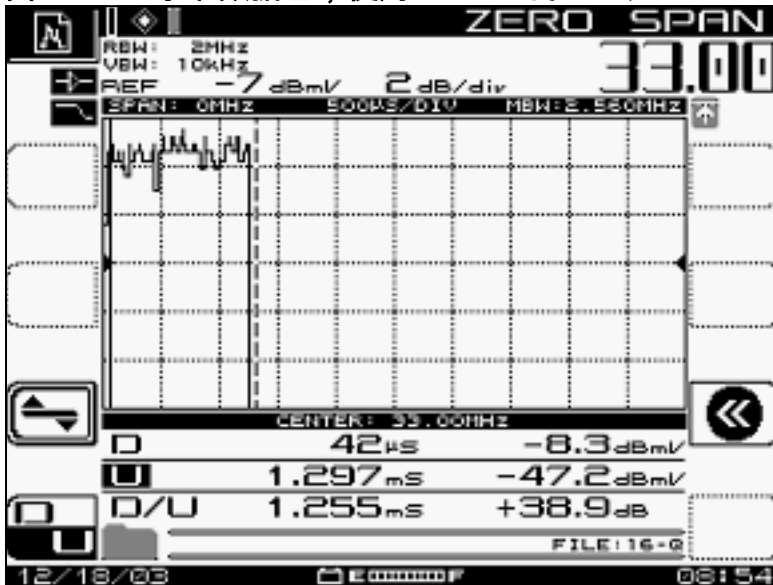 ZERO SPAN
RBW: 2MHz
VBW: 10kHz
33.00
REF -7 dBmV 2 dB/div
SPAN: 0MHz 500µS/DIV MBW:2.560MHz
CENTER: 33.00MHz
D 42µs -8.3dBmV
U 1.297ms -47.2dBmV
D/U 1.255ms +38.9dB
D
U
FILE:16-Q
12/18/03 E F 08:54